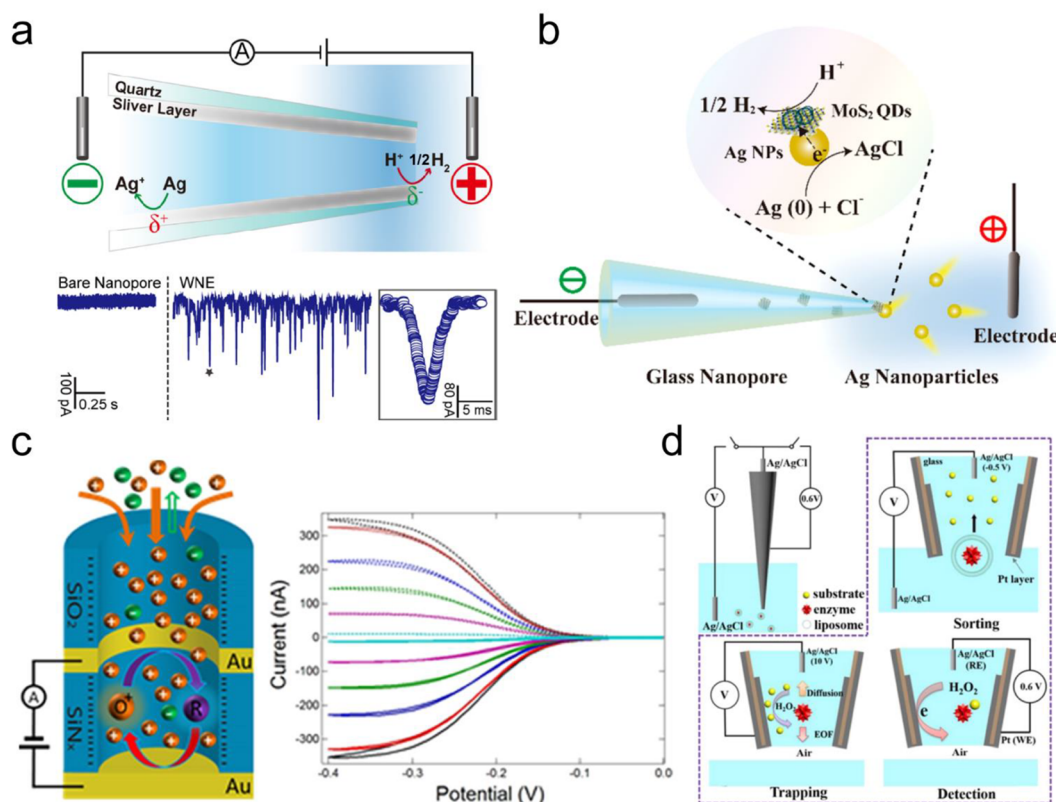 a
A
Quartz
Sliver Layer
Ag⁺ Ag
δ⁺
H⁺ 1/2H₂
δ⁻
Bare Nanopore
WNE
100 pA
0.25 s
80 pA
5 ms
b
H⁺
1/2 H₂
MoS₂ QDs
Ag NPs
e⁻
AgCl
Ag (0) + Cl⁻
Electrode
Electrode
Glass Nanopore
Ag Nanoparticles
c
SiO₂
Au
A
SiNₓ
O⁺
R
Au
Current (nA)
300
200
100
0
-100
-200
-300
-0.4 -0.3 -0.2 -0.1 0.0
Potential (V)
d
Ag/AgCl
V
0.6V
Ag/AgCl
glass
Ag/AgCl
(-0.5 V)
V
Ag/AgCl
Pt layer
Sorting
substrate
enzyme
liposome
Ag/AgCl
(10 V)
V
Diffusion
H₂O₂
EOF
Air
Trapping
Ag/AgCl
(RE)
H₂O₂
e
0.6 V
Pt (WE)
Air
Detection